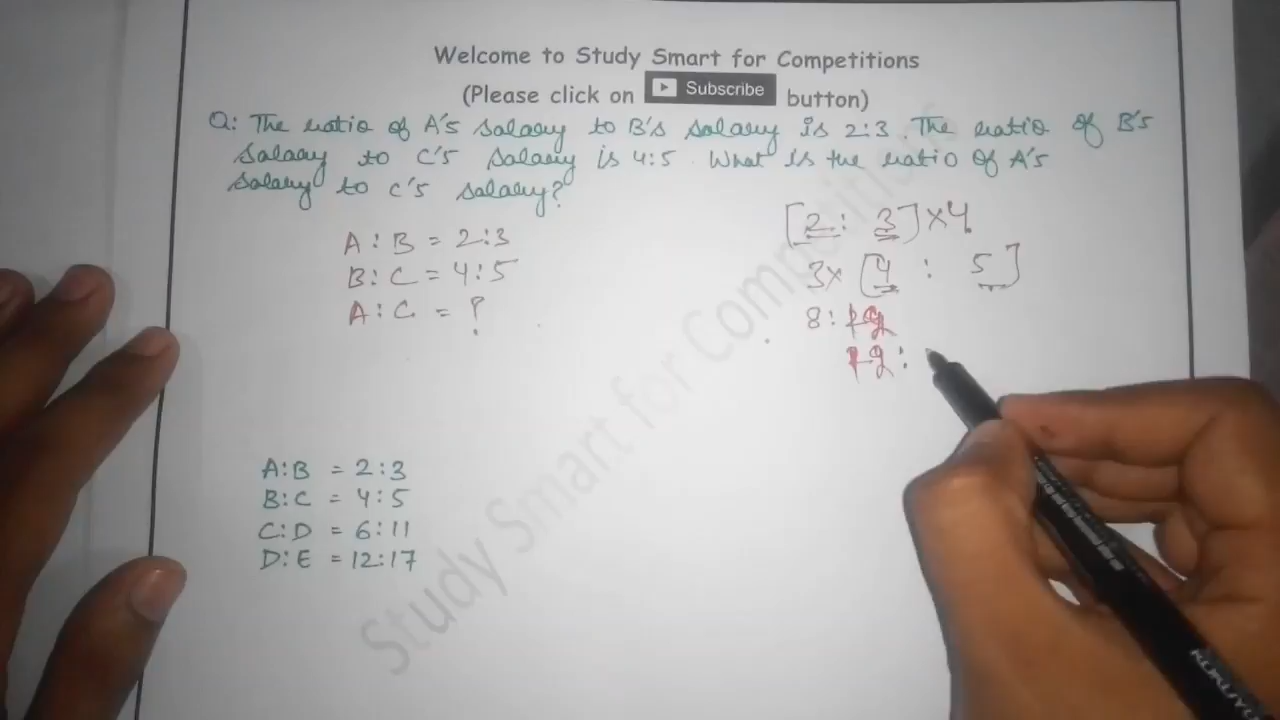 Welcome to Study Smart for Competitions
(Please click on Subscribe button)
Q: The ratio of A's salary to B's salary is 2:3. The ratio of B's
salary to C's salary is 4:5. What is the ratio of A's
salary to C's salary?
A:B = 2:3
B:C = 4:5
A:C = ?
[2: 3]×4
3×[4 : 5]
8:
:
A:B = 2:3
B:C = 4:5
C:D = 6:11
D:E = 12:17
Study Smart for Competitions
KOKUYO